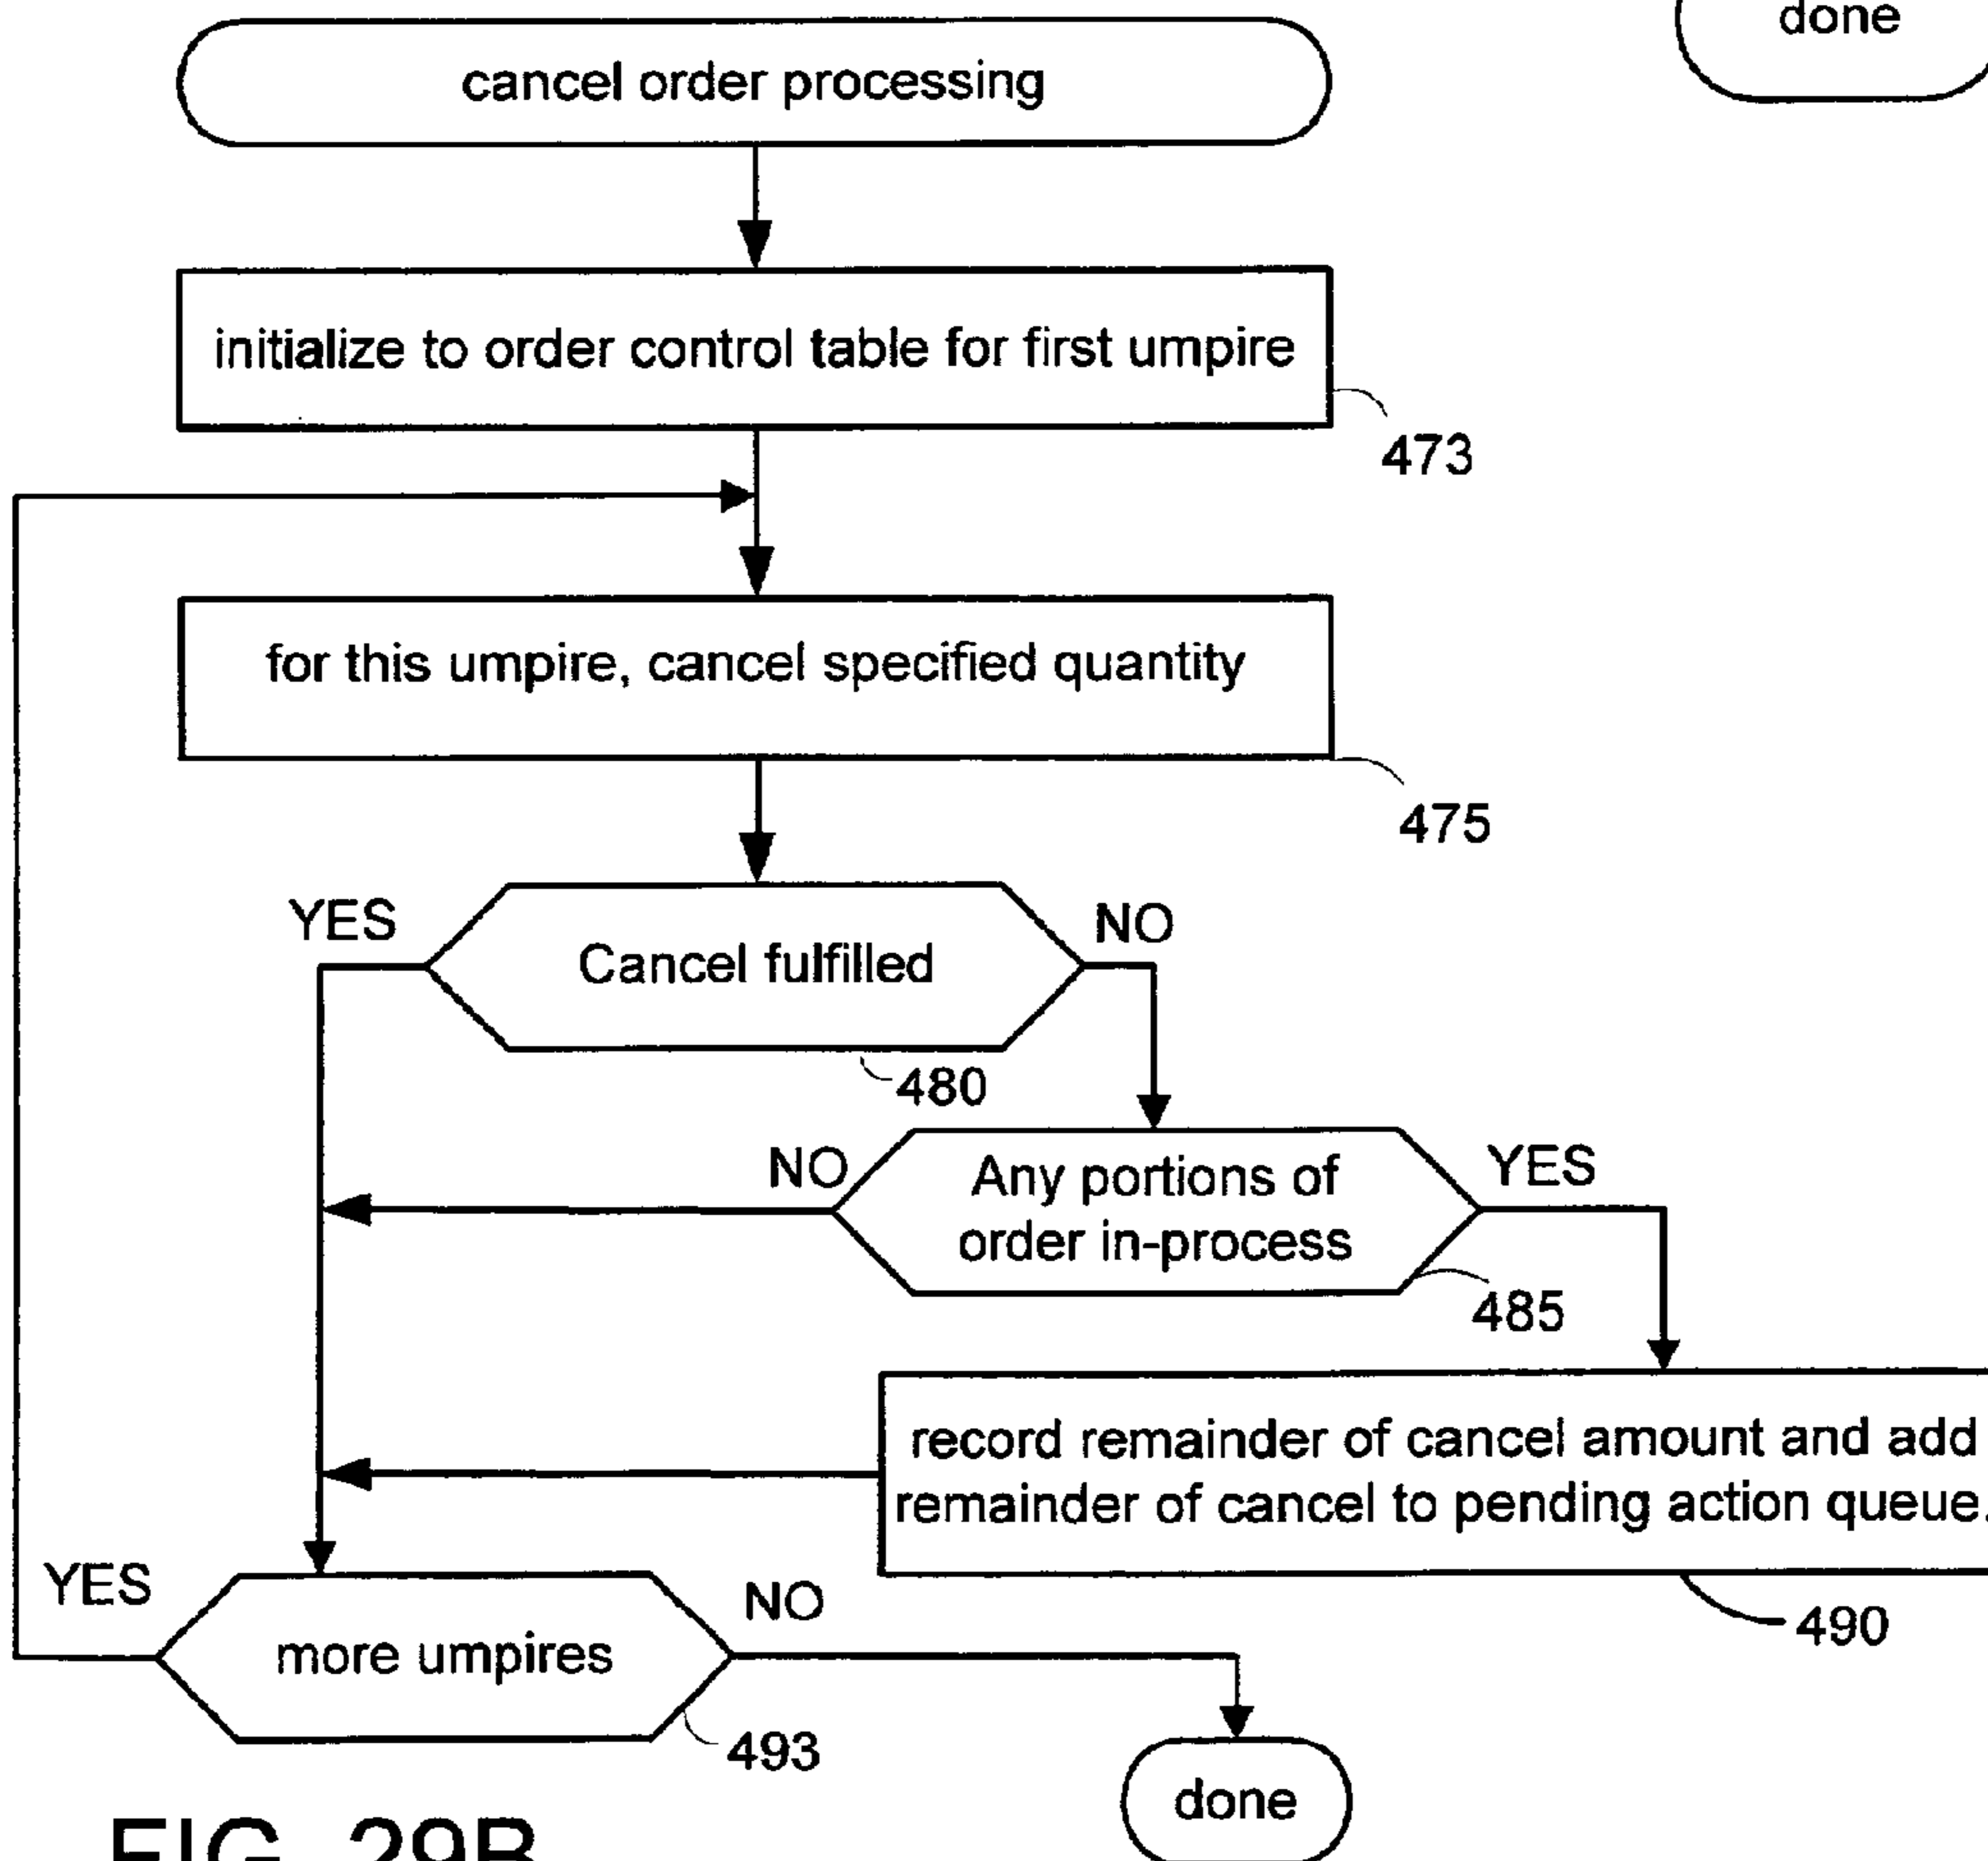 done
cancel order processing
initialize to order control table for first umpire
473
for this umpire, cancel specified quantity
475
YES
Cancel fulfilled
NO
480
NO
Any portions of
order in-process
YES
485
record remainder of cancel amount and add
remainder of cancel to pending action queue.
490
YES
more umpires
NO
493
done
FIG. 29B